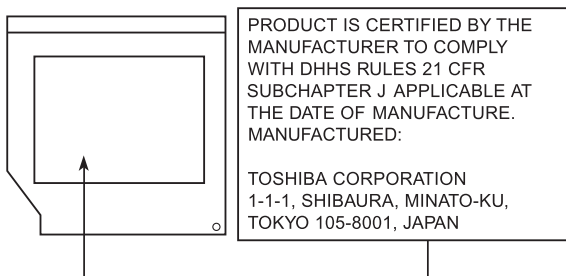 PRODUCT IS CERTIFIED BY THE
MANUFACTURER TO COMPLY
WITH DHHS RULES 21 CFR
SUBCHAPTER J APPLICABLE AT
THE DATE OF MANUFACTURE.
MANUFACTURED:
TOSHIBA CORPORATION
1-1-1, SHIBAURA, MINATO-KU,
TOKYO 105-8001, JAPAN